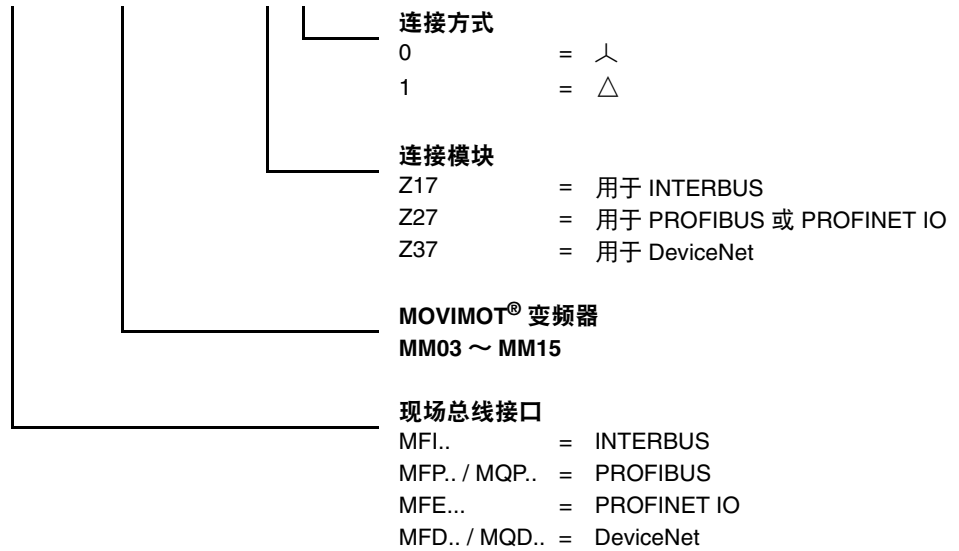 连接方式
0 = 人
1 = △
连接模块
Z17 = 用于 INTERBUS
Z27 = 用于 PROFIBUS 或 PROFINET IO
Z37 = 用于 DeviceNet
MOVIMOT® 变频器
MM03 ～ MM15
现场总线接口
MFI.. = INTERBUS
MFP.. / MQP.. = PROFIBUS
MFE... = PROFINET IO
MFD.. / MQD.. = DeviceNet